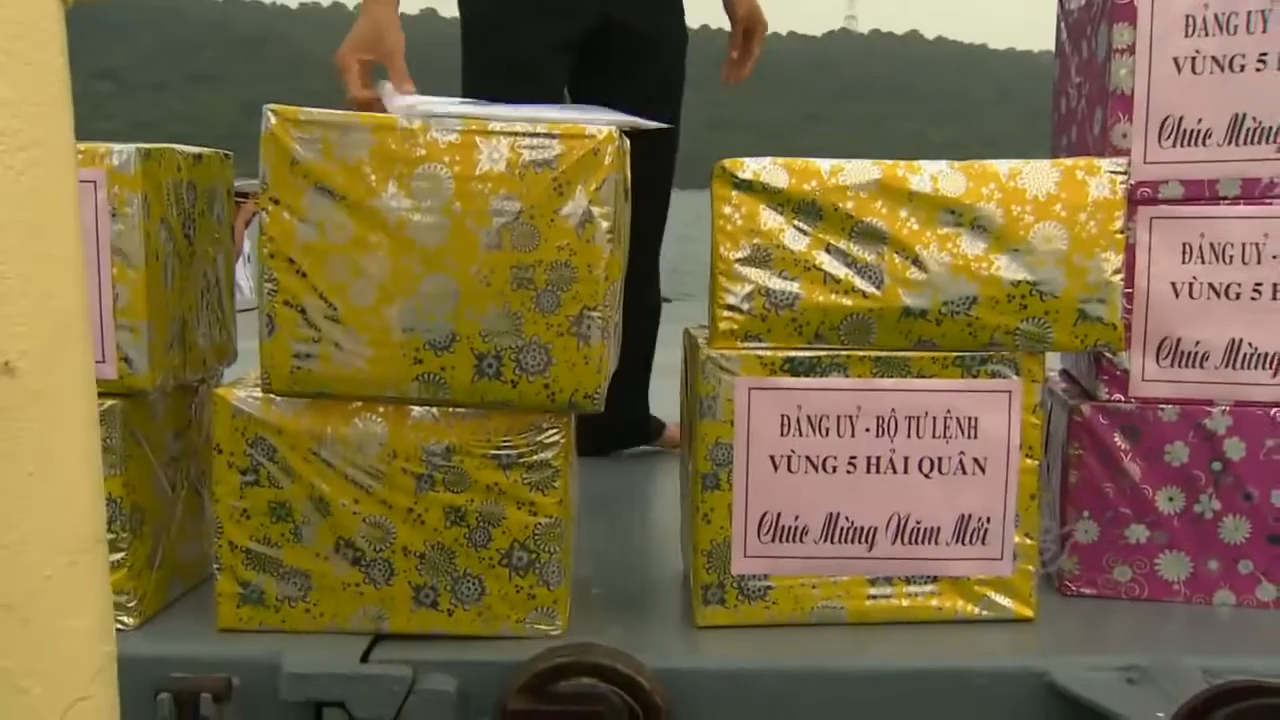 ĐẢNG UỶ - BỘ TƯ LỆNH
VÙNG 5 HẢI QUÂN
Chúc Mừng Năm Mới
ĐẢNG UỶ
VÙNG 5
Chúc Mừng
ĐẢNG UỶ -
VÙNG 5
Chúc Mừng